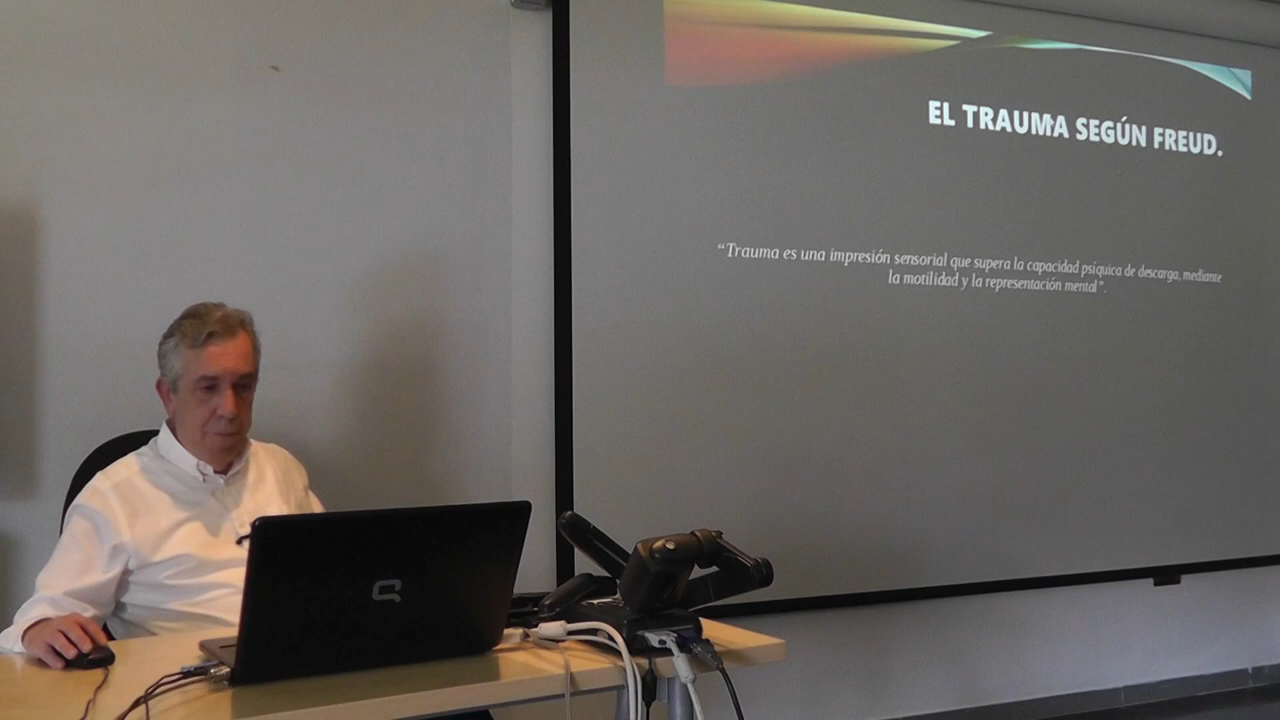 EL TRAUMA SEGÚN FREUD.
“Trauma es una impresión sensorial que supera la capacidad psíquica de descarga, mediante
la motilidad y la representación mental”.